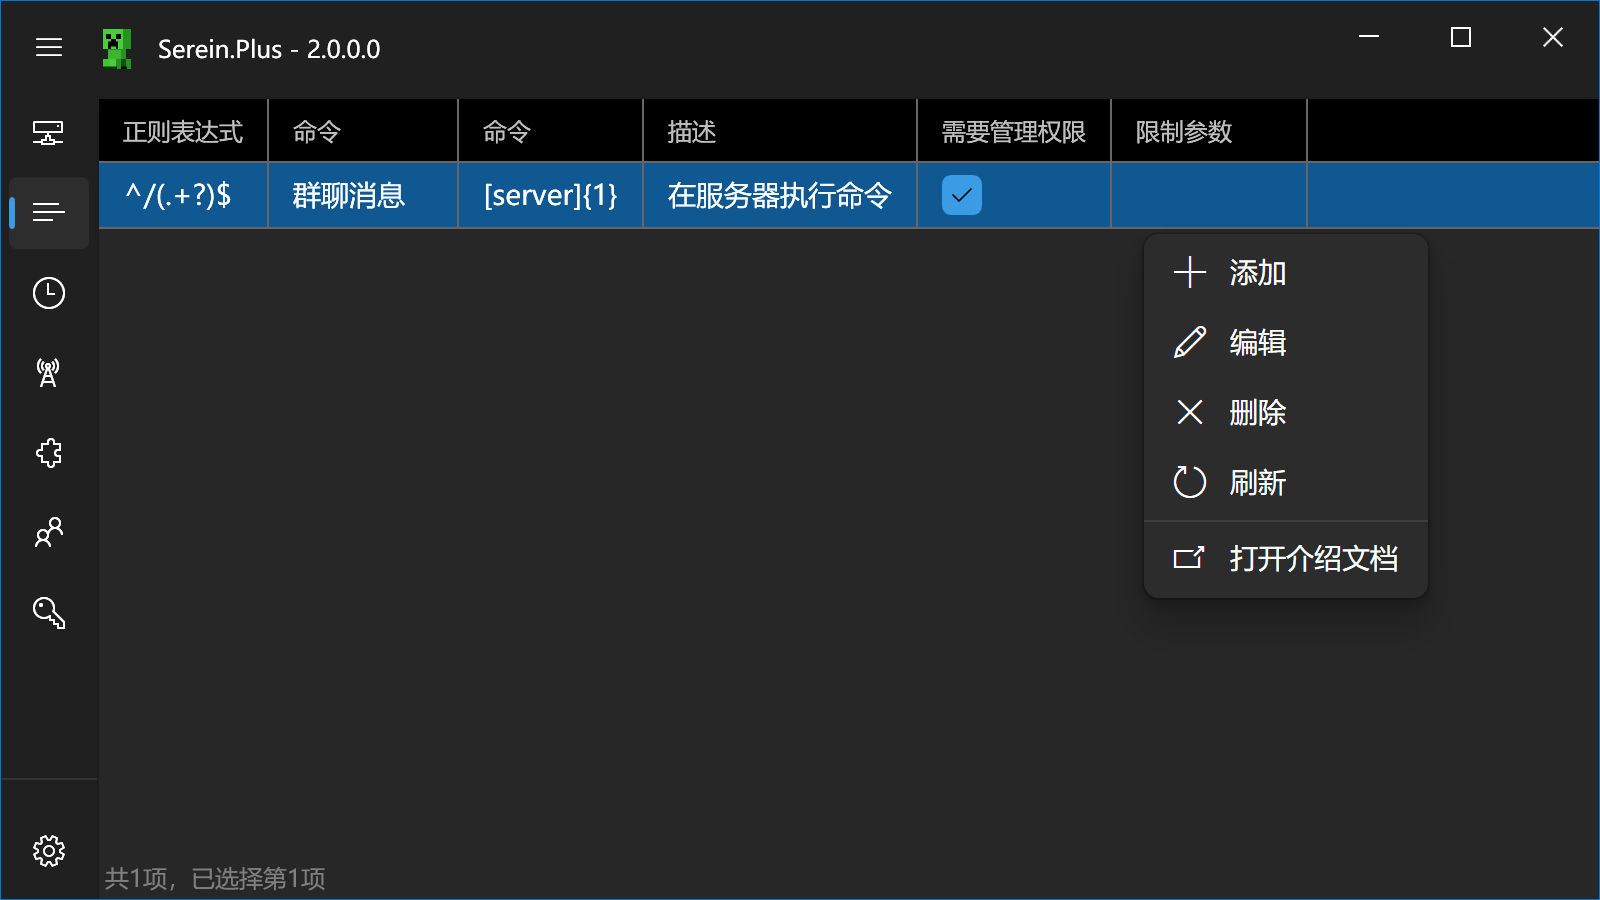 Serein.Plus - 2.0.0.0
正则表达式 命令 命令 描述 需要管理权限 限制参数
^/(.+?)$ 群聊消息 [server]{1} 在服务器执行命令
添加
编辑
删除
刷新
打开介绍文档
共1项，已选择第1项